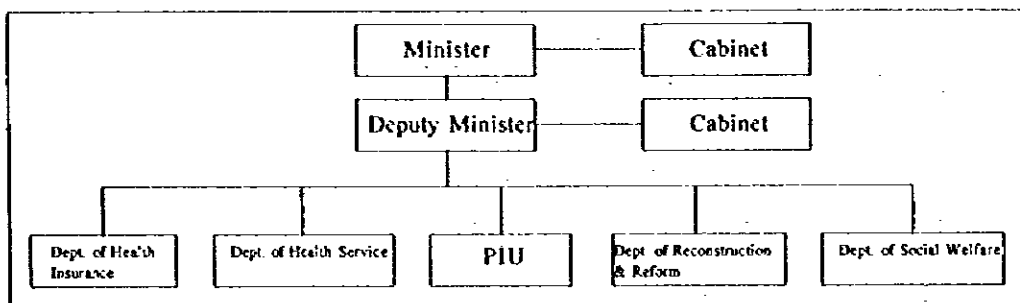 Minister
Cabinet
Deputy Minister
Cabinet
Dept. of Health
Insurance
Dept. of Health Service
PIU
Dept. of Reconstruction
& Reform
Dept. of Social Welfare